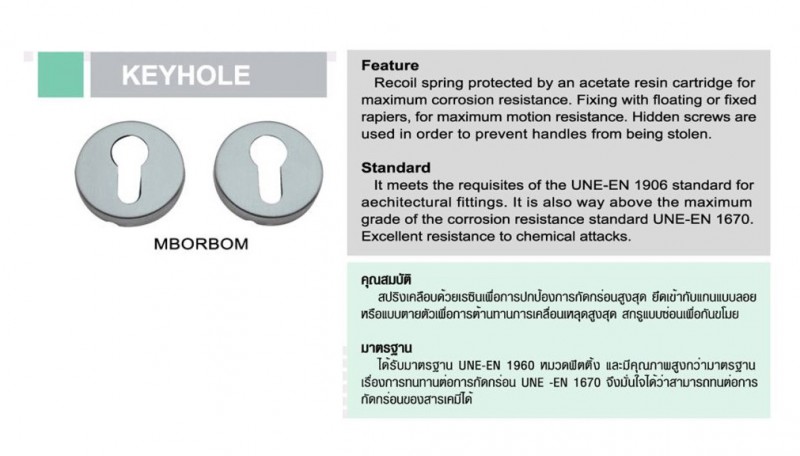 KEYHOLE
MBORBOM
Feature
Recoil spring protected by an acetate resin cartridge for
maximum corrosion resistance. Fixing with floating or fixed
rapiers, for maximum motion resistance. Hidden screws are
used in order to prevent handles from being stolen.
Standard
It meets the requisites of the UNE-EN 1906 standard for
aechitectural fittings. It is also way above the maximum
grade of the corrosion resistance standard UNE-EN 1670.
Excellent resistance to chemical attacks.
คุณสมบัติ
สปริงเคลือบด้วยเรซินเพื่อการปกป้องการกัดกร่อนสูงสุด ยึดเข้ากับแกนแบบลอย
หรือแบบตายตัวเพื่อการต้านทานการเคลื่อนไหลุดสูงสุด สกรูแบบซ่อนเพื่อกันขโมย
มาตรฐาน
ได้รับมาตรฐาน UNE-EN 1960 หมวดฟิตติ้ง และมีคุณภาพสูงกว่ามาตรฐาน
เรื่องการทนทานต่อการกัดกร่อน UNE -EN 1670 จึงมั่นใจได้ว่าสามารถทนต่อการ
กัดกร่อนของสารเคมีได้